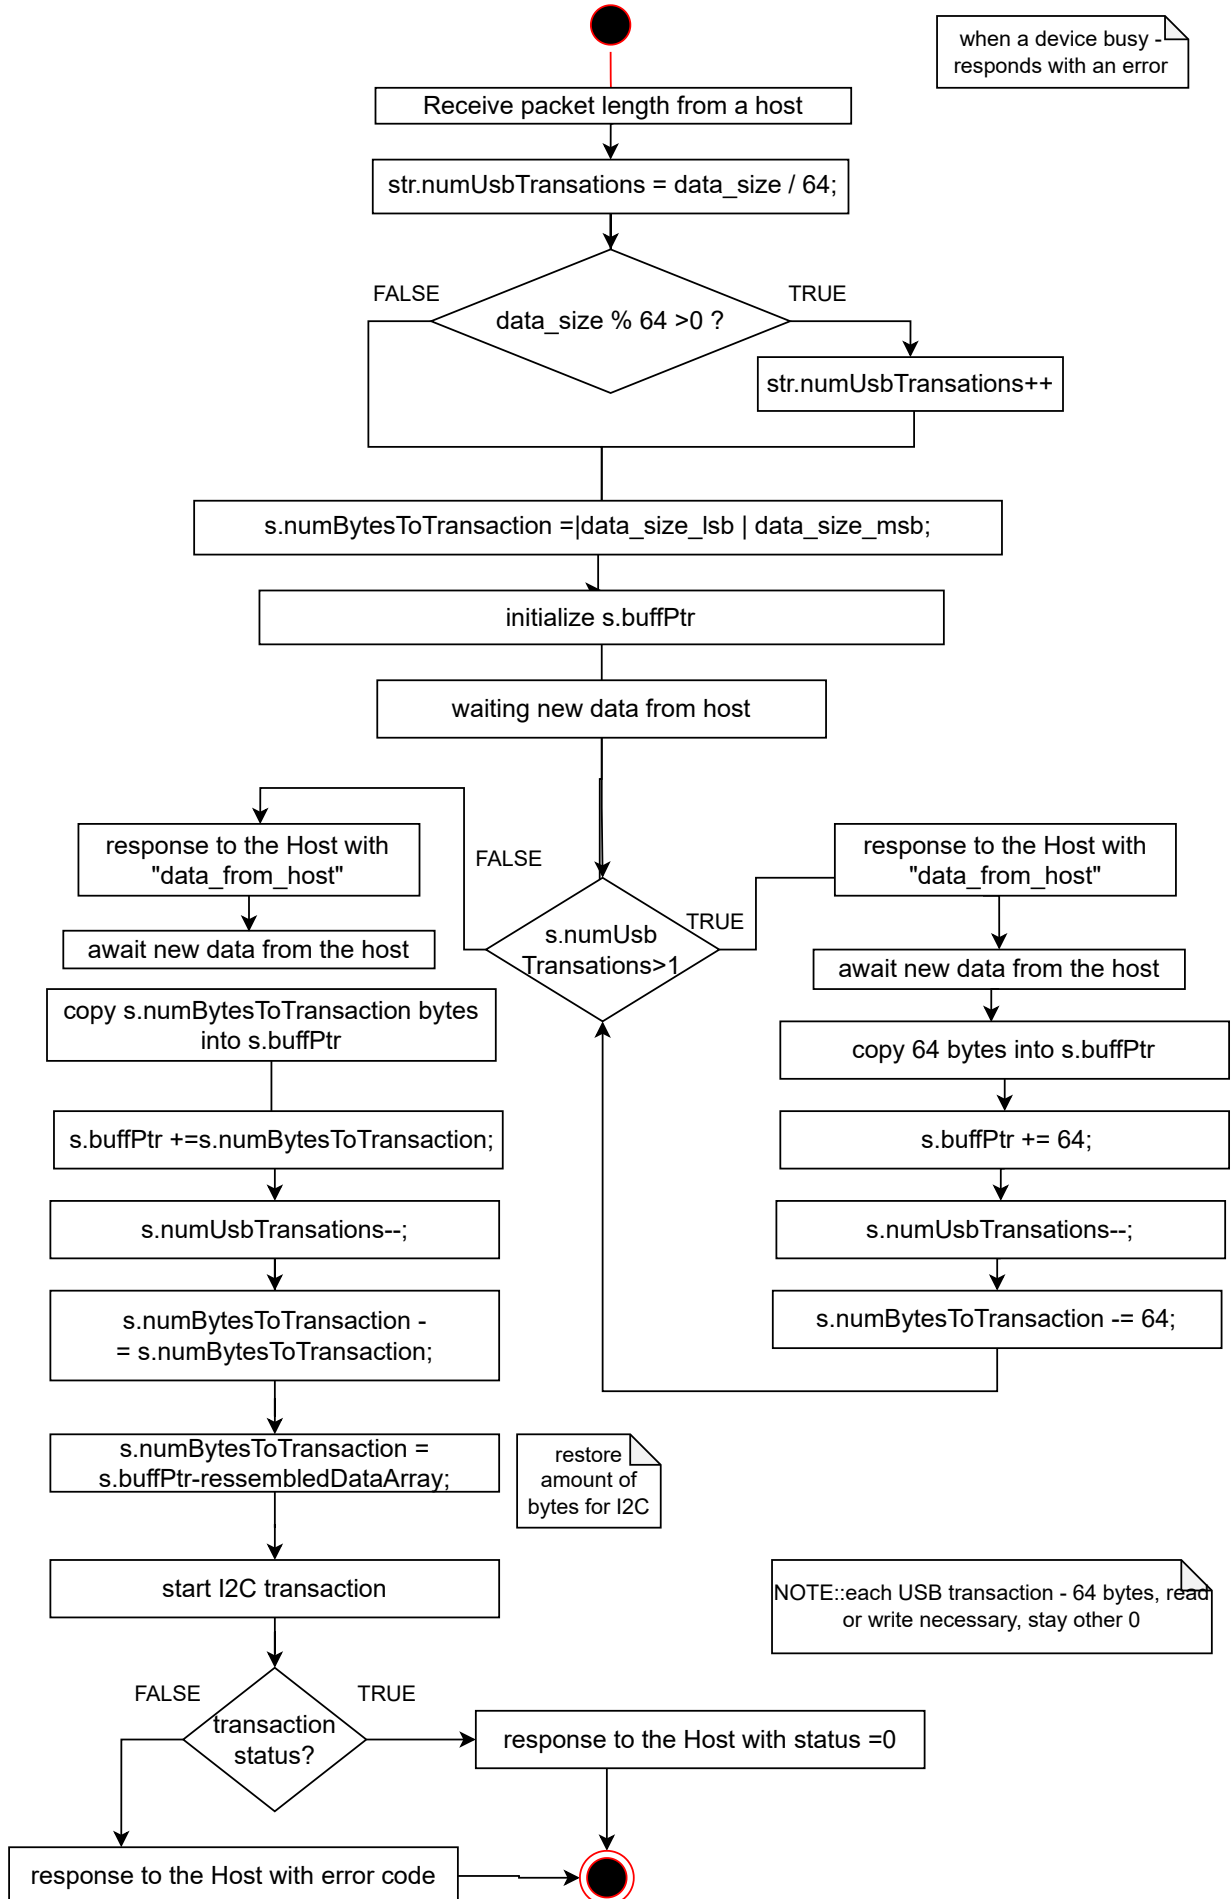 when a device busy -
responds with an error
Receive packet length from a host
str.numUsbTransations = data_size / 64;
FALSE
TRUE
data_size % 64 >0 ?
str.numUsbTransations++
s.numBytesToTransaction =|data_size_lsb | data_size_msb;
initialize s.buffPtr
waiting new data from host
response to the Host with
"data_from_host"
FALSE
await new data from the host
s.numUsb
Transations>1
TRUE
response to the Host with
"data_from_host"
await new data from the host
copy s.numBytesToTransaction bytes
into s.buffPtr
copy 64 bytes into s.buffPtr
s.buffPtr +=s.numBytesToTransaction;
s.buffPtr += 64;
s.numUsbTransations--;
s.numUsbTransations--;
s.numBytesToTransaction -
= s.numBytesToTransaction;
s.numBytesToTransaction -= 64;
s.numBytesToTransaction =
s.buffPtr-ressembledDataArray;
restore
amount of
bytes for I2C
start I2C transaction
NOTE::each USB transaction - 64 bytes, read
or write necessary, stay other 0
FALSE
TRUE
transaction
status?
response to the Host with status =0
response to the Host with error code